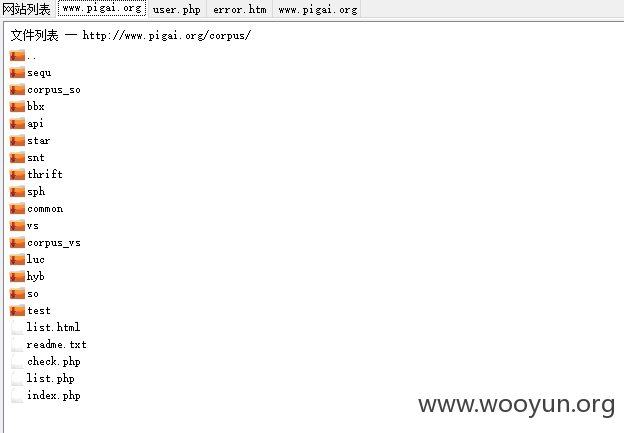 网站列表 www.pigai.org user.php error.htm www.pigai.org
文件列表 — http://www.pigai.org/corpus/
..
sequ
corpus_so
bbx
api
star
snt
thrift
sph
common
vs
corpus_vs
luc
hyb
so
test
list.html
readme.txt
check.php
list.php
index.php
www.wooyun.org